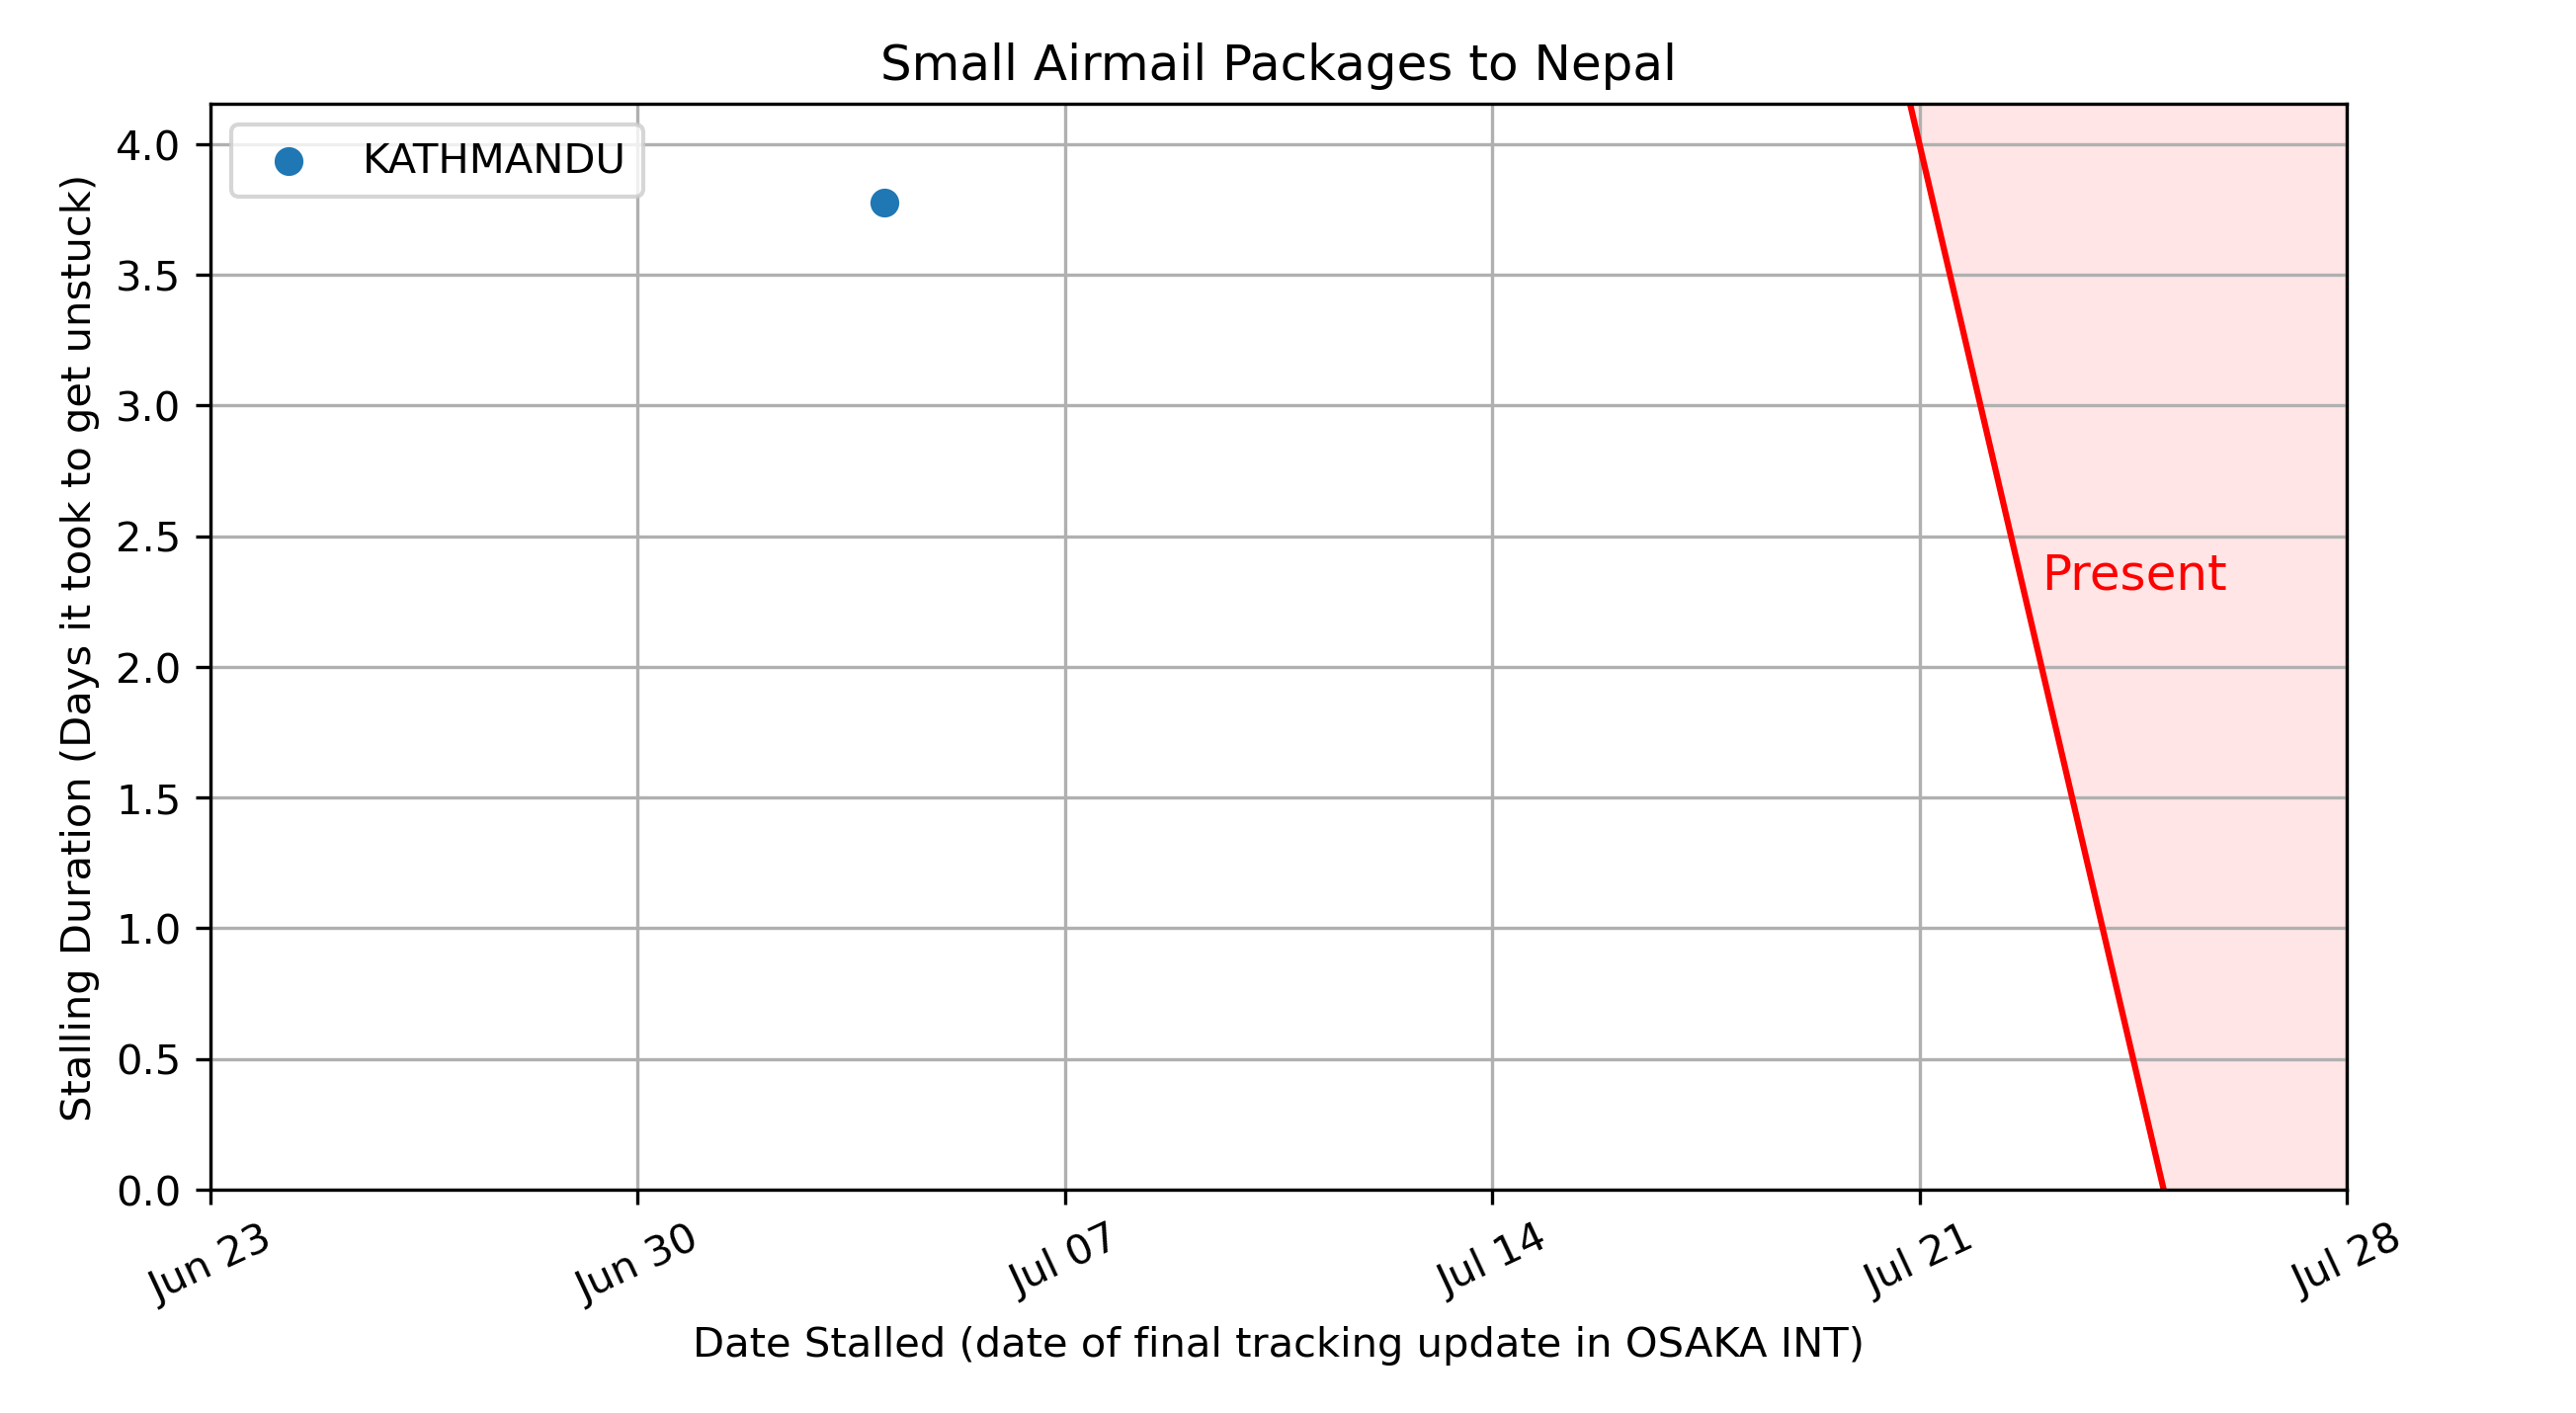 Small Airmail Packages to Nepal
KATHMANDU
4.0
3.5
3.0
2.5
2.0
1.5
1.0
0.5
0.0
Stalling Duration (Days it took to get unstuck)
Present
Jun 23
Jun 30
Jul 07
Jul 14
Jul 21
Jul 28
Date Stalled (date of final tracking update in OSAKA INT)